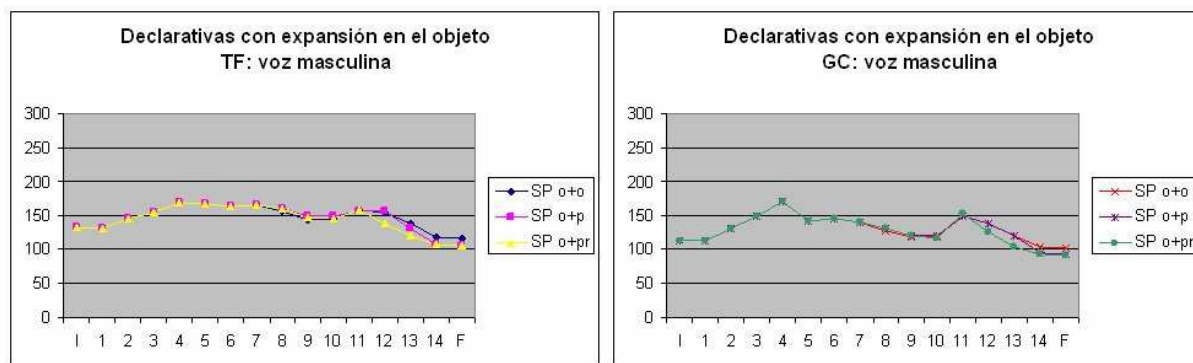 Declarativas con expansión en el objeto
TF: voz masculina
300
250
200
150
100
50
0
I 1 2 3 4 5 6 7 8 9 10 11 12 13 14 F
SP o+o
SP o+p
SP o+pr
Declarativas con expansión en el objeto
GC: voz masculina
300
250
200
150
100
50
0
I 1 2 3 4 5 6 7 8 9 10 11 12 13 14 F
SP o+o
SP o+p
SP o+pr